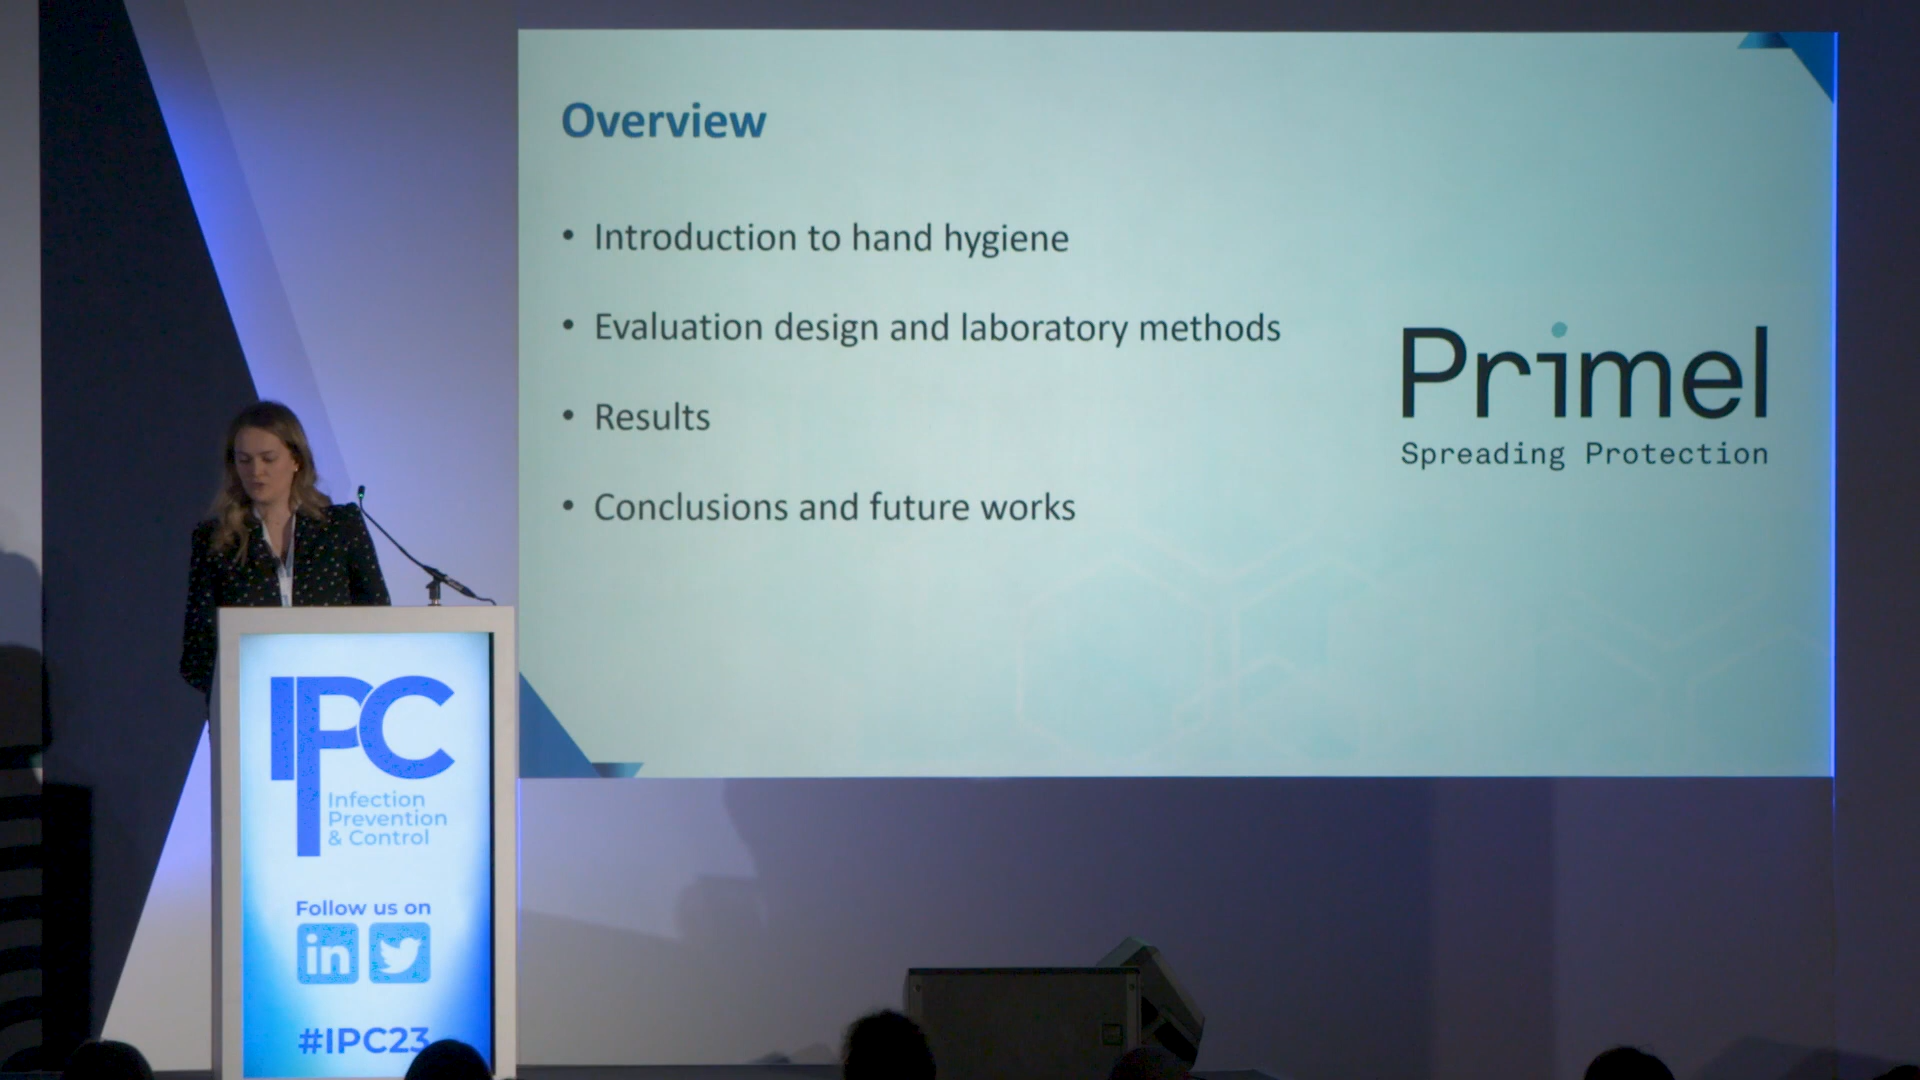 Overview
• Introduction to hand hygiene
• Evaluation design and laboratory methods
• Results
• Conclusions and future works
Primel
Spreading Protection
IPC
Infection
Prevention
& Control
Follow us on
in
#IPC23